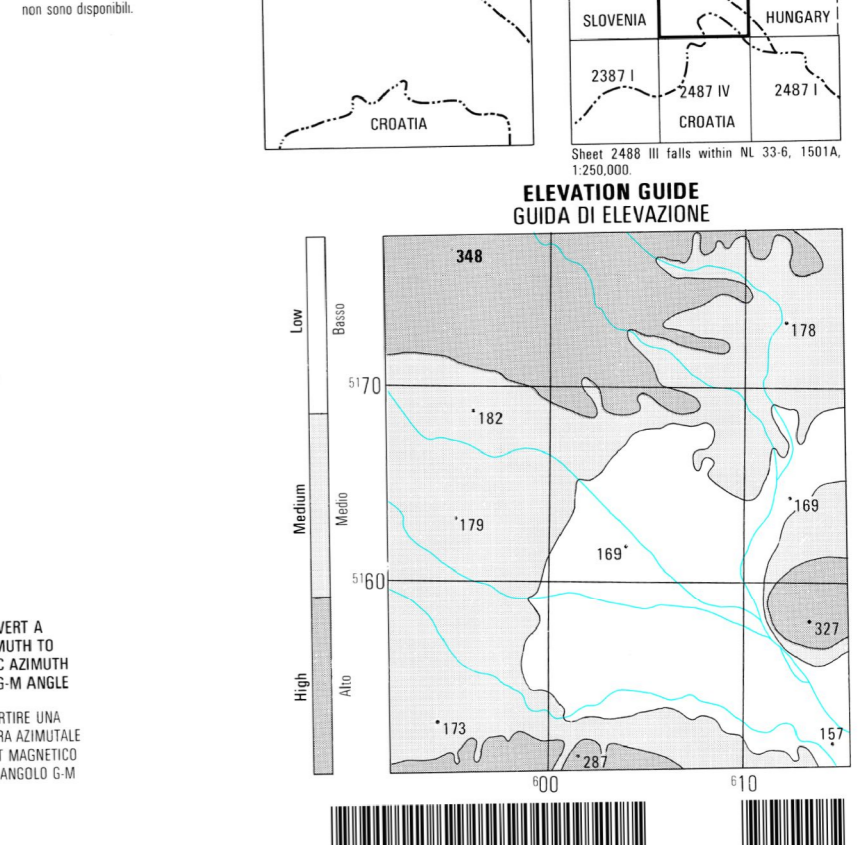 non sono disponibili.
CROATIA
SLOVENIA
HUNGARY
2387 I
2487 IV
2487 I
CROATIA
Sheet 2488 III falls within NL 33-6, 1501A,
1:250,000.
ELEVATION GUIDE
GUIDA DI ELEVAZIONE
Low
Basso
Medium
Medio
High
Alto
348
178
5170
182
179
169
169
5160
327
173
287
157
600
610
VERT A
MUTH TO
C AZIMUTH
G-M ANGLE
RTIRE UNA
RA AZIMUTALE
T MAGNETICO
ANGOLO G-M